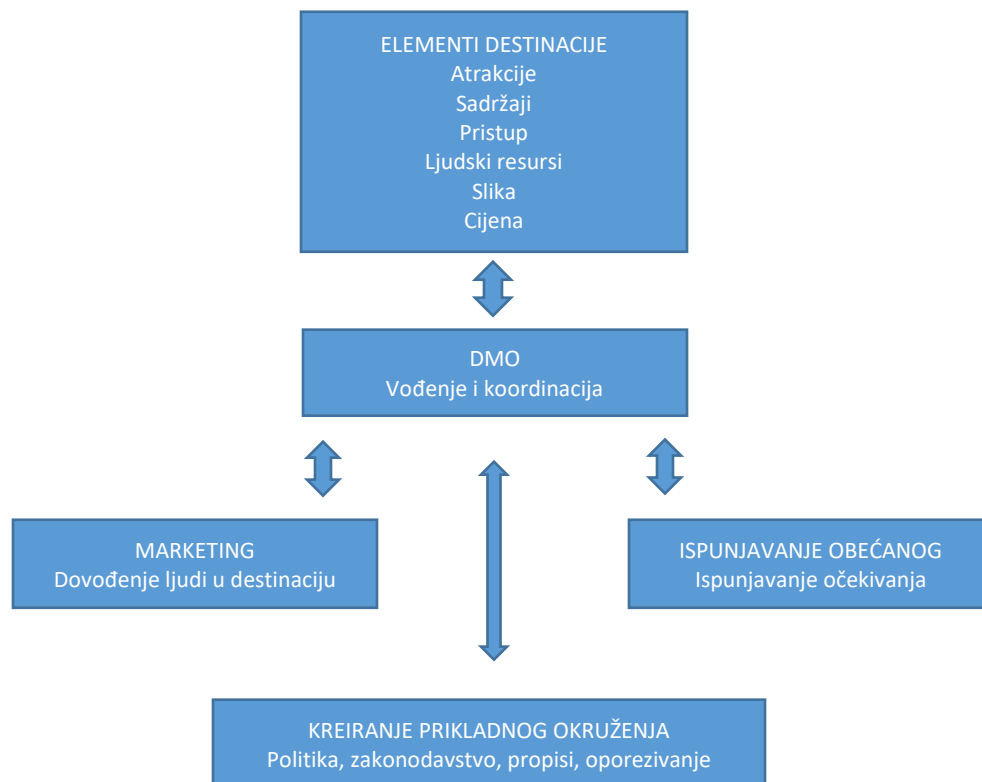 ELEMENTI DESTINACIJE
Atrakcije
Sadržaji
Pristup
Ljudski resursi
Slika
Cijena
DMO
Vođenje i koordinacija
MARKETING
Dovođenje ljudi u destinaciju
ISPUNJAVANJE OBEĆANOG
Ispunjavanje očekivanja
KREIRANJE PRIKLADNOG OKRUŽENJA
Politika, zakonodavstvo, propisi, oporezivanje